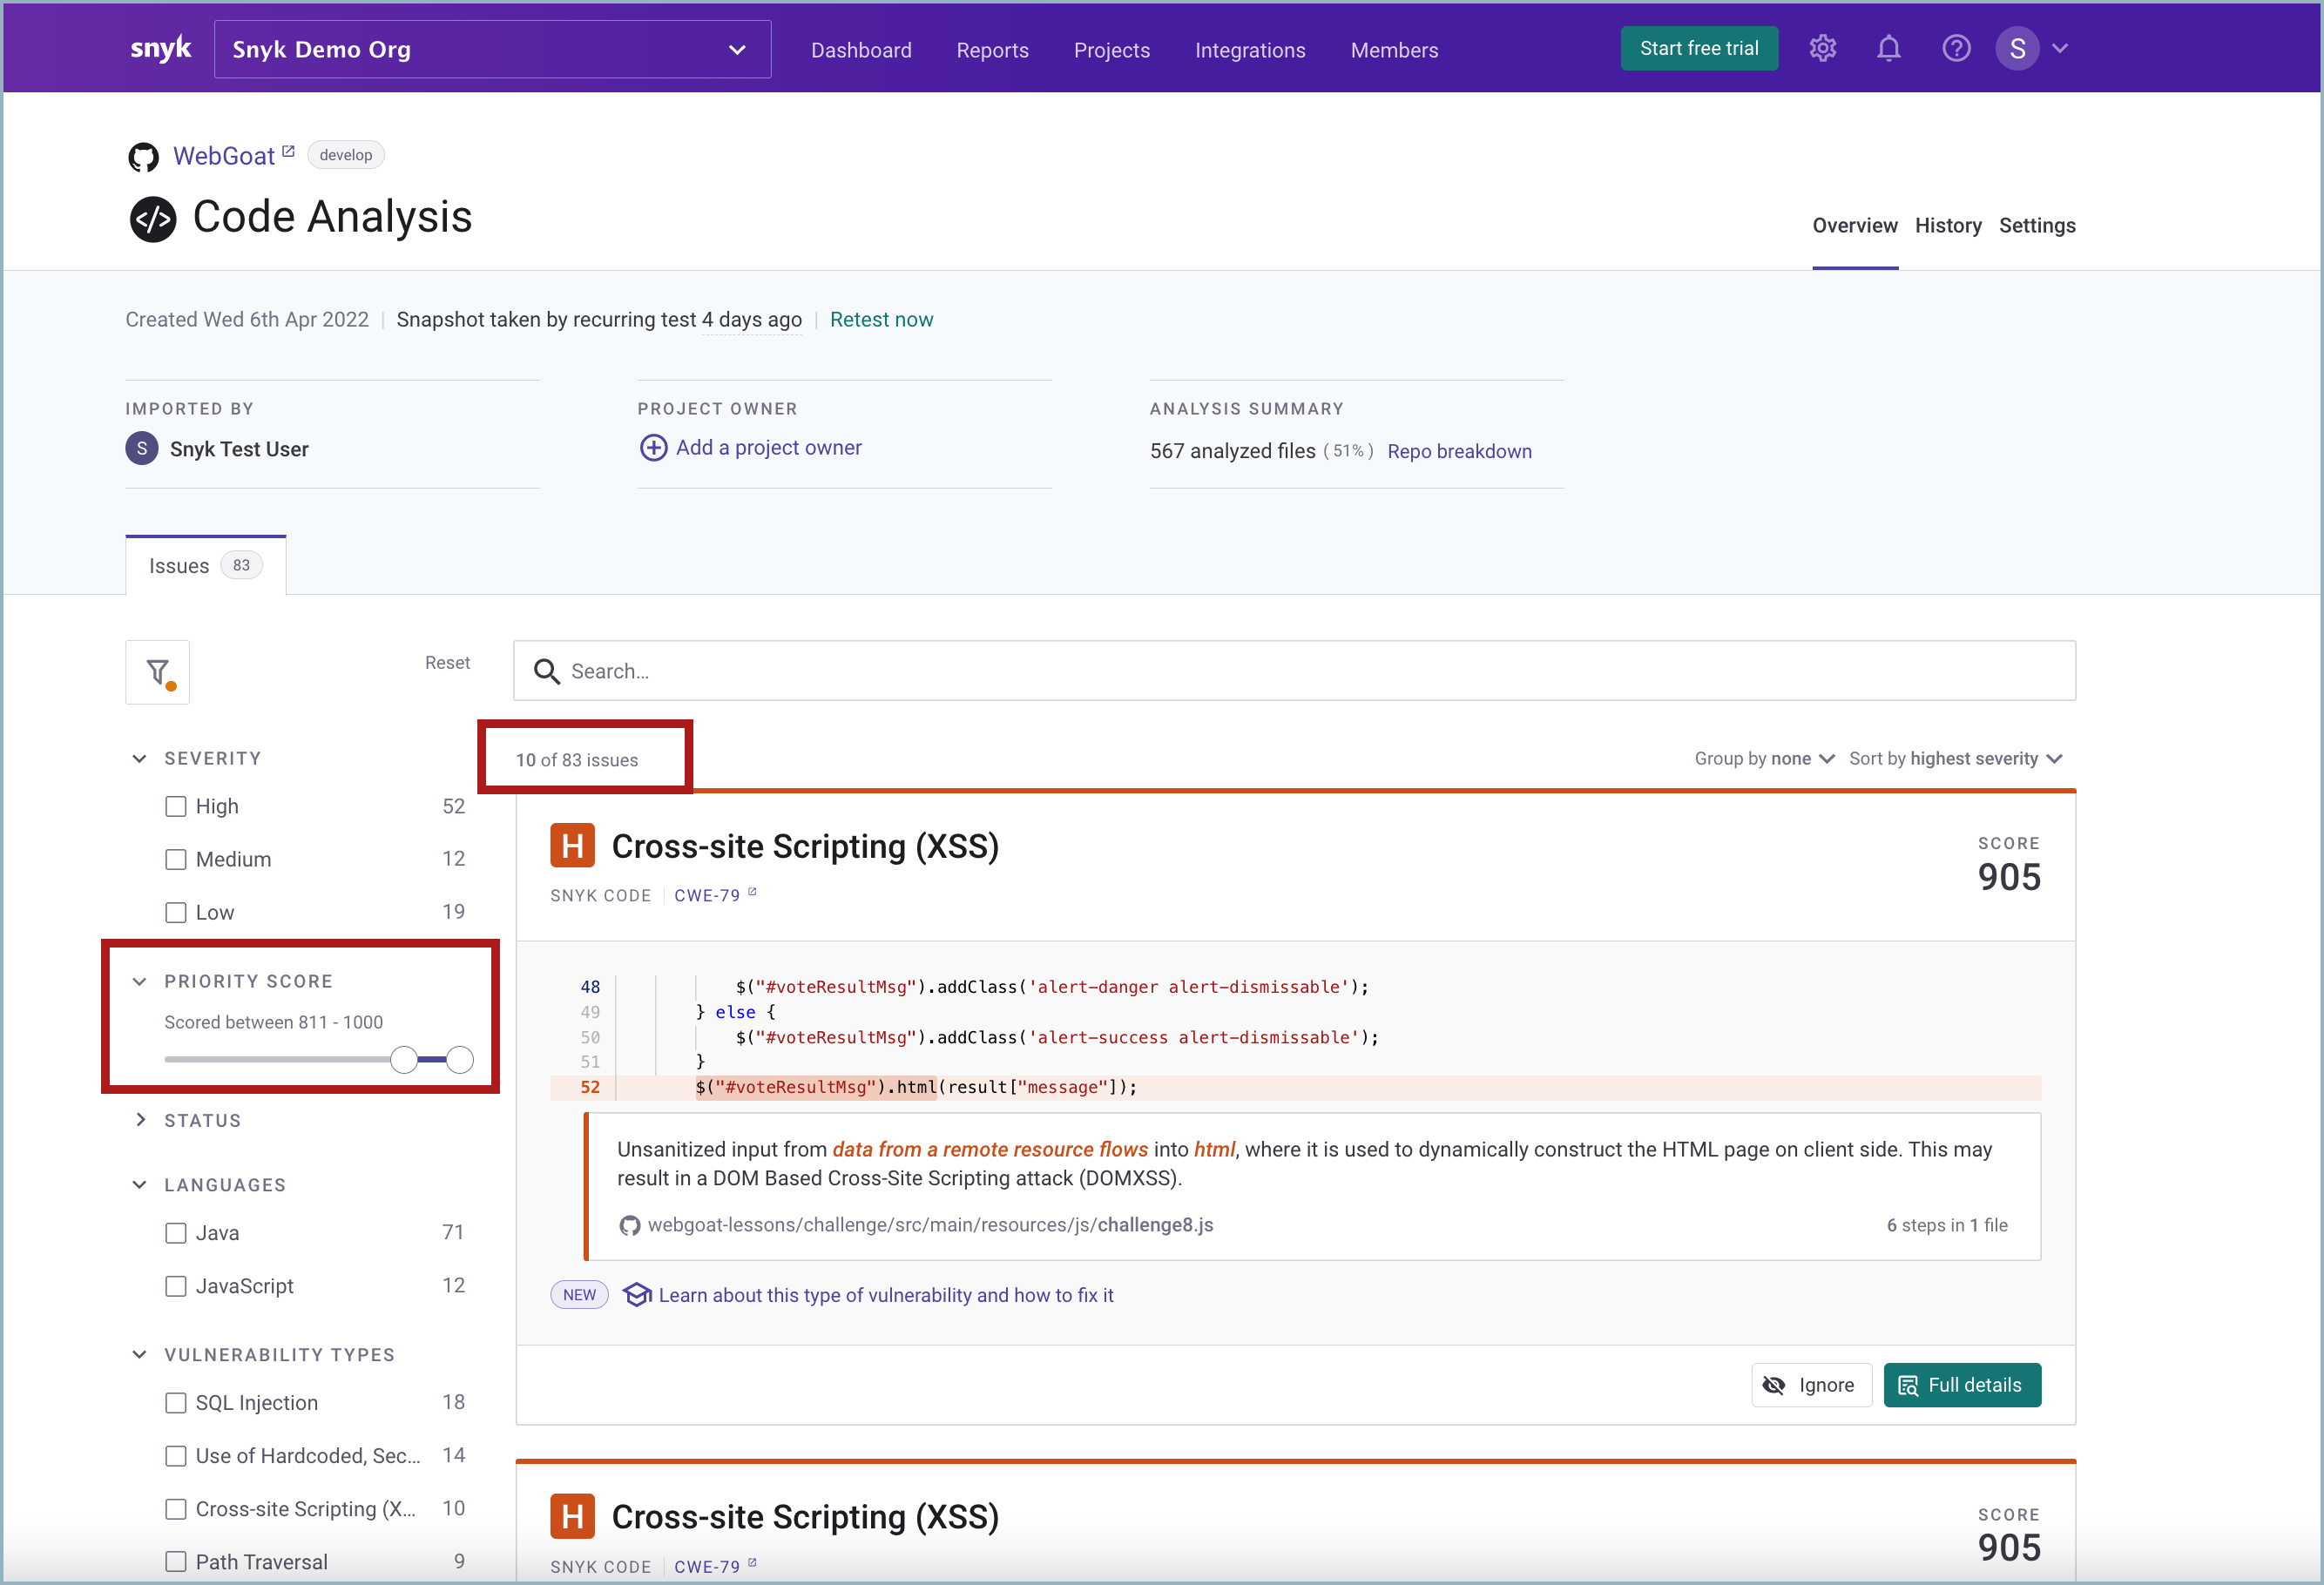 snyk Snyk Demo Org Dashboard Reports Projects Integrations Members Start free trial S
WebGoat develop
</> Code Analysis
Overview History Settings
Created Wed 6th Apr 2022 | Snapshot taken by recurring test 4 days ago | Retest now
IMPORTED BY
S Snyk Test User
PROJECT OWNER
Add a project owner
ANALYSIS SUMMARY
567 analyzed files (51%) Repo breakdown
Issues 83
Reset
Search...
SEVERITY
High 52
Medium 12
Low 19
PRIORITY SCORE
Scored between 811 - 1000
STATUS
LANGUAGES
Java 71
JavaScript 12
VULNERABILITY TYPES
SQL Injection 18
Use of Hardcoded, Sec... 14
Cross-site Scripting (X... 10
Path Traversal 9
10 of 83 issues
Group by none Sort by highest severity
H Cross-site Scripting (XSS)
SNYK CODE | CWE-79
SCORE
905
48 $("#voteResultMsg").addClass('alert-danger alert-dismissable');
49 } else {
50 $("#voteResultMsg").addClass('alert-success alert-dismissable');
51 }
52 $("#voteResultMsg").html(result["message"]);
Unsanitized input from data from a remote resource flows into html, where it is used to dynamically construct the HTML page on client side. This may
result in a DOM Based Cross-Site Scripting attack (DOMXSS).
webgoat-lessons/challenge/src/main/resources/js/challenge8.js
6 steps in 1 file
NEW Learn about this type of vulnerability and how to fix it
Ignore Full details
H Cross-site Scripting (XSS)
SNYK CODE | CWE-79
SCORE
905